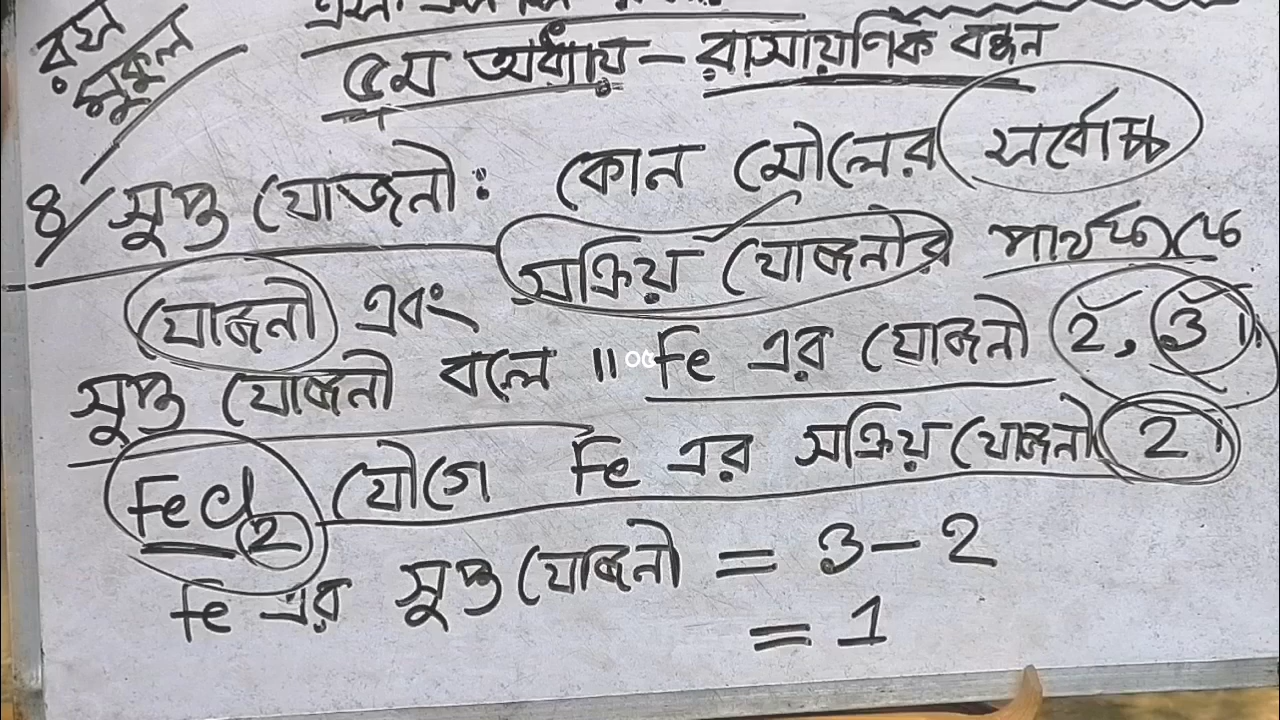 রয়্যাল
মুকুল
৫ম অধ্যায় – রাসায়ণিক বন্ধন
৪/ সুপ্ত যোজনী: কোন মৌলের সর্বোচ্চ
যোজনী এবং সক্রিয় যোজনীর পার্থক্যকে
সুপ্ত যোজনী বলে ॥ Fe এর যোজনী 2, 3।
FeCl2 যৌগে Fe এর সক্রিয় যোজনী 2।
Fe এর সুপ্ত যোজনী = 3 – 2
= 1